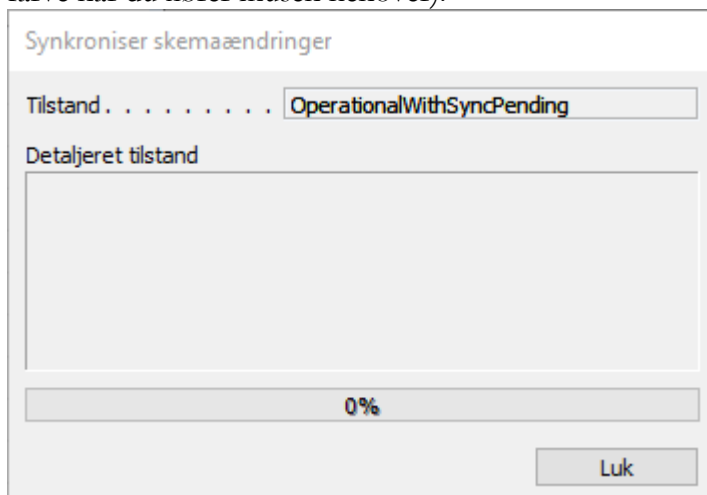 Synkroniser skemaændringer
Tilstand . . . . . . . . . OperationalWithSyncPending
Detaljeret tilstand
0%
Luk